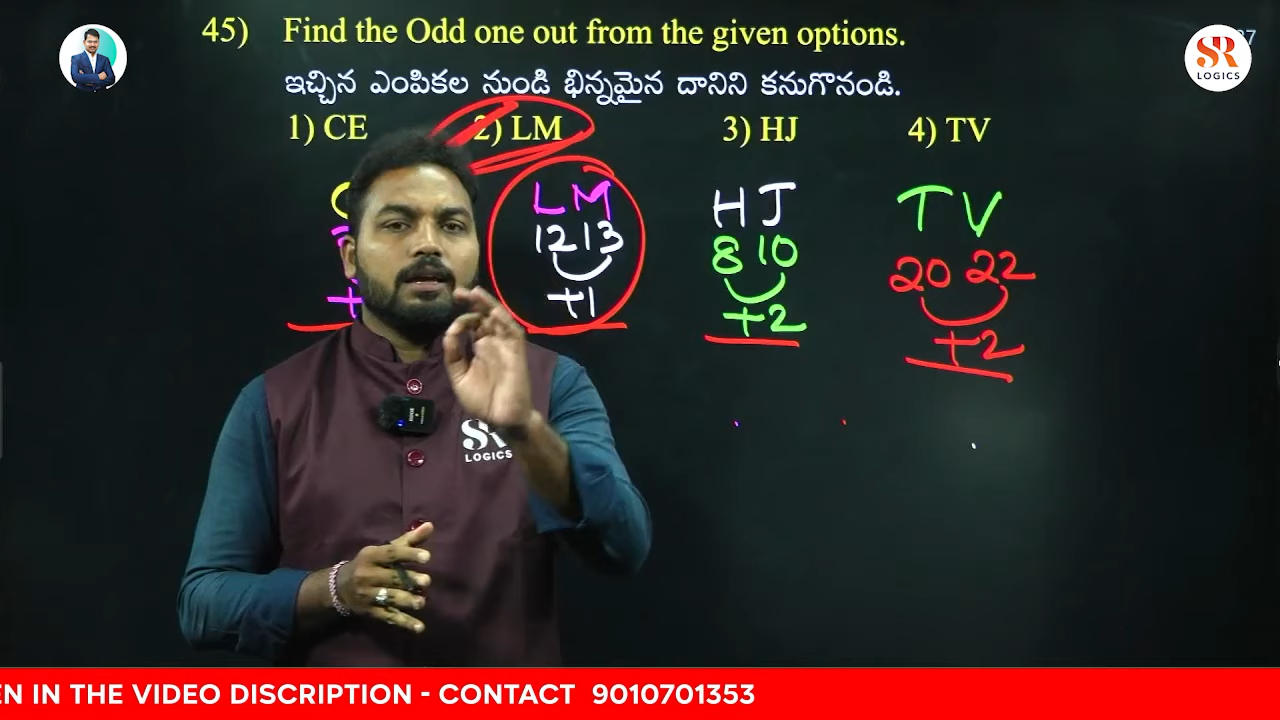 45) Find the Odd one out from the given options.
ఇచ్చిన ఎంపికల నుండి భిన్నమైన దానిని కనుగొనండి.
1) CE 2) LM 3) HJ 4) TV
LM HJ TV
12 13 8 10 20 22
+1 +2 +2
SR
LOGICS
SR
LOGICS
EN IN THE VIDEO DISCRIPTION - CONTACT 9010701353